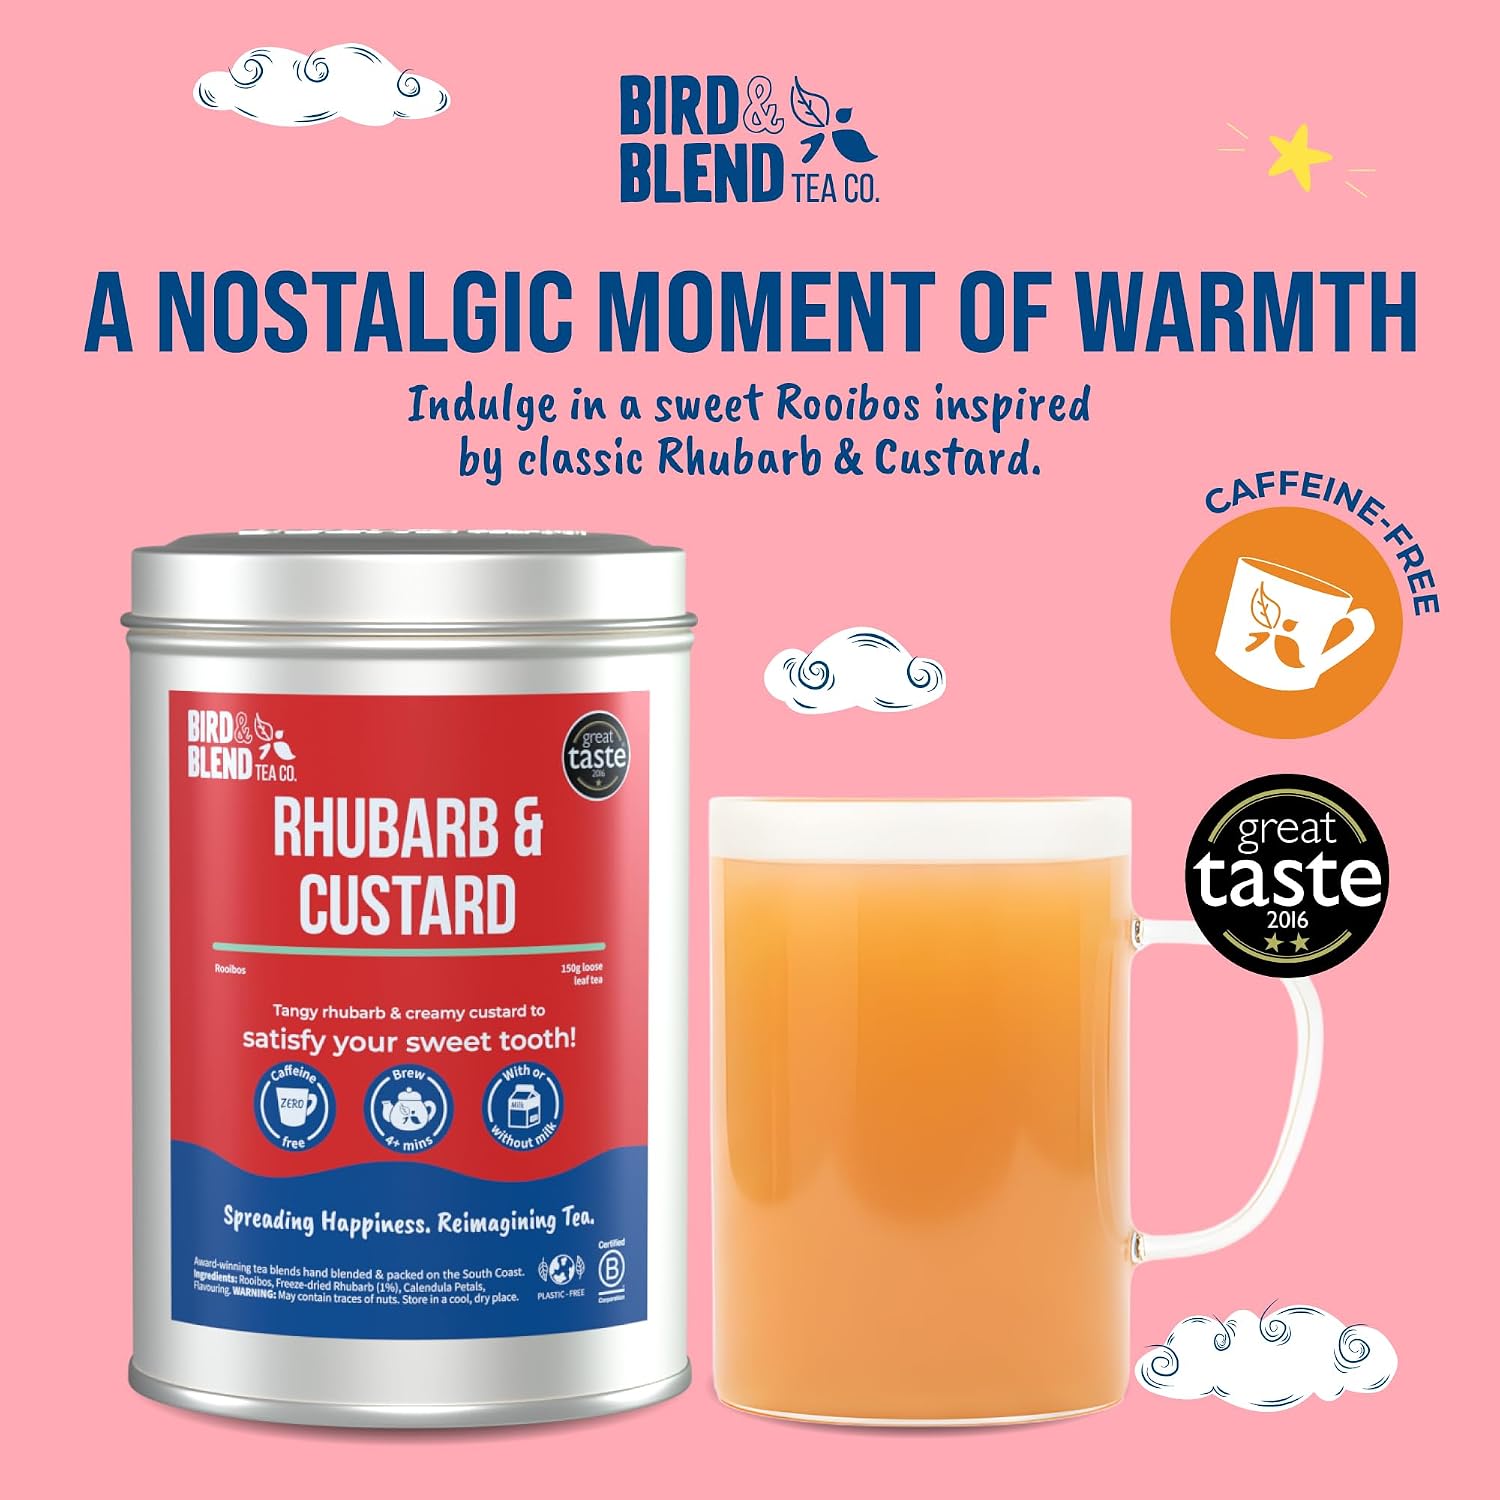 BIRD &
BLEND TEA CO.
A NOSTALGIC MOMENT OF WARMTH
Indulge in a sweet Rooibos inspired
by classic Rhubarb & Custard.
CAFFEINE-FREE
BIRD &
BLEND TEA CO.
great
taste
2016
RHUBARB &
CUSTARD
Rooibos
150g loose
leaf tea
Tangy rhubarb & creamy custard to
satisfy your sweet tooth!
Caffeine
ZERO
free
Brew
4+ mins
With or
Milk
without milk
Spreading Happiness. Reimagining Tea.
Award-winning tea blends hand blended & packed on the South Coast.
Ingredients: Rooibos, Freeze-dried Rhubarb (1%), Calendula Petals,
Flavouring. WARNING: May contain traces of nuts. Store in a cool, dry place.
PLASTIC-FREE
Certified
B
Corporation
great
taste
2016